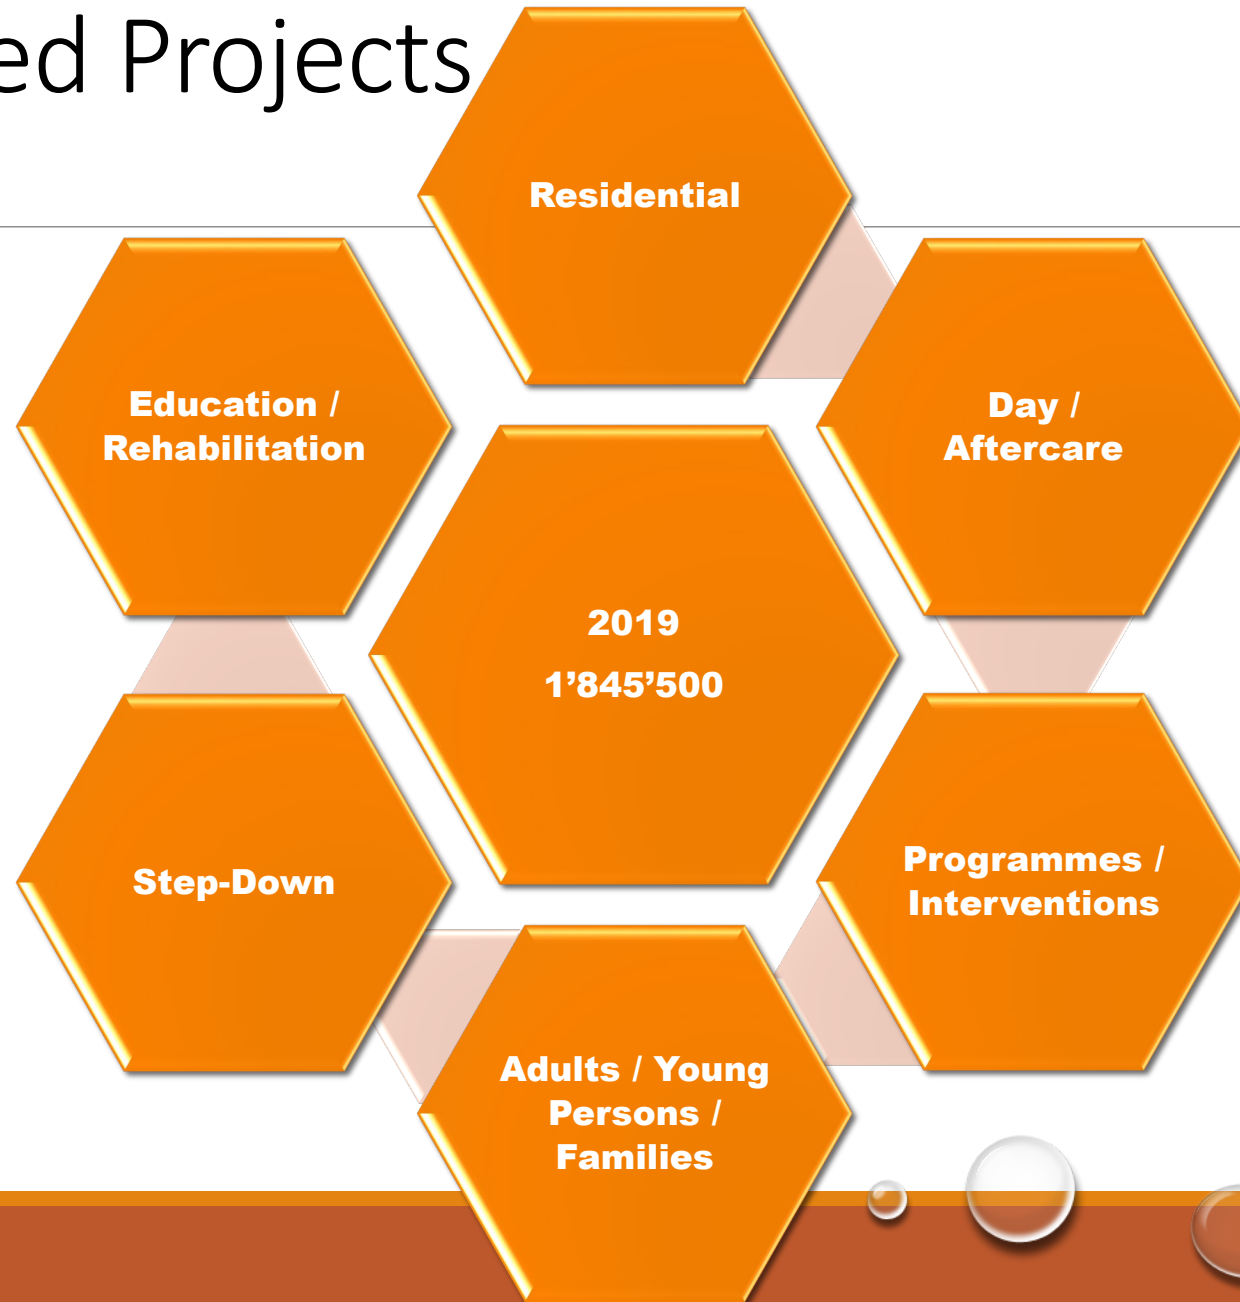 ed Projects
Residential
Education /
Rehabilitation
Day /
Aftercare
2019
1’845’500
Step-Down
Programmes /
Interventions
Adults / Young
Persons /
Families